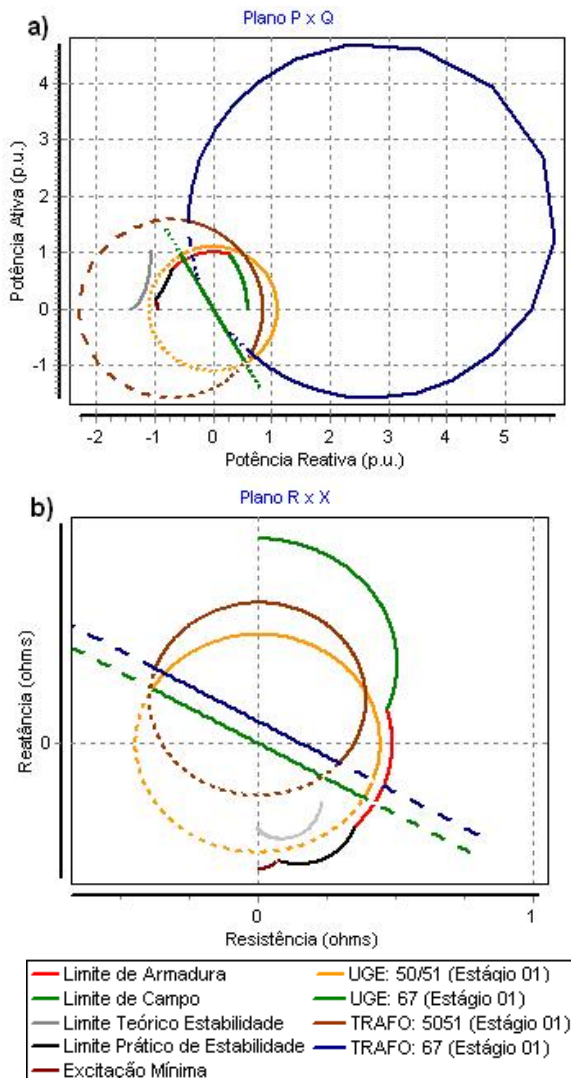 Plano P x Q
a)
Potência Ativa (p.u.)
4
3
2
1
0
-1
-2 -1 0 1 2 3 4 5
Potência Reativa (p.u.)
Plano R x X
b)
Reatância (ohms)
0
0 1
Resistência (ohms)
Limite de Armadura
Limite de Campo
Limite Teórico Estabilidade
Limite Prático de Estabilidade
Excitação Mínima
UGE: 50/51 (Estágio 01)
UGE: 67 (Estágio 01)
TRAFO: 5051 (Estágio 01)
TRAFO: 67 (Estágio 01)